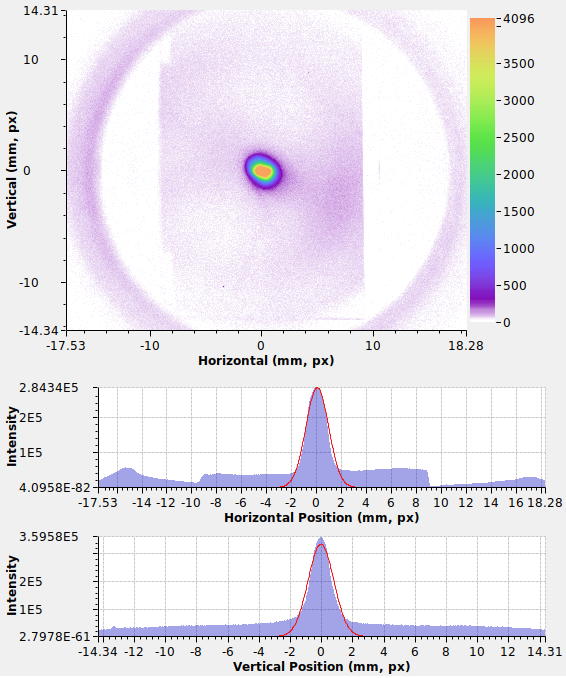 14.31
10
0
-10
-14.34
Vertical (mm, px)
-17.53 -10 0 10 18.28
Horizontal (mm, px)
4096
3500
3000
2500
2000
1500
1000
500
0
2.8434E5
2E5
1E5
4.0958E-82
Intensity
-17.53 -14 -12 -10 -8 -6 -4 -2 0 2 4 6 8 10 12 14 16 18.28
Horizontal Position (mm, px)
3.5958E5
2E5
1E5
2.7978E-61
Intensity
-14.34 -12 -10 -8 -6 -4 -2 0 2 4 6 8 10 12 14.31
Vertical Position (mm, px)